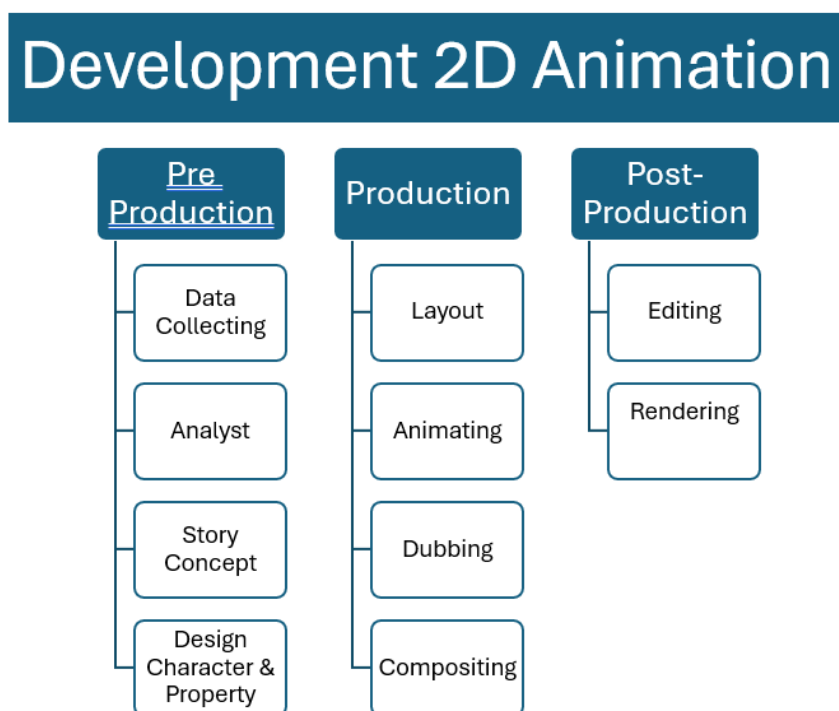 Development 2D Animation
Pre
Production
Data
Collecting
Analyst
Story
Concept
Design
Character &
Property
Production
Layout
Animating
Dubbing
Compositing
Post-
Production
Editing
Rendering